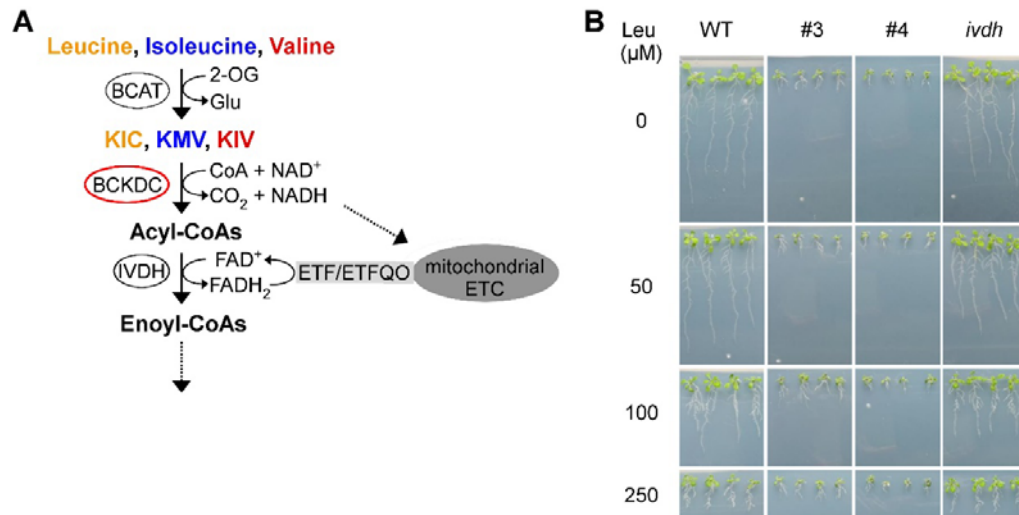 A
Leucine, Isoleucine, Valine
BCAT
2-OG
Glu
KIC, KMV, KIV
BCKDC
CoA + NAD⁺
CO₂ + NADH
Acyl-CoAs
IVDH
FAD⁺
FADH₂
ETF/ETFQO
mitochondrial
ETC
Enoyl-CoAs
B
Leu
(µM)
WT
#3
#4
ivdh
0
50
100
250